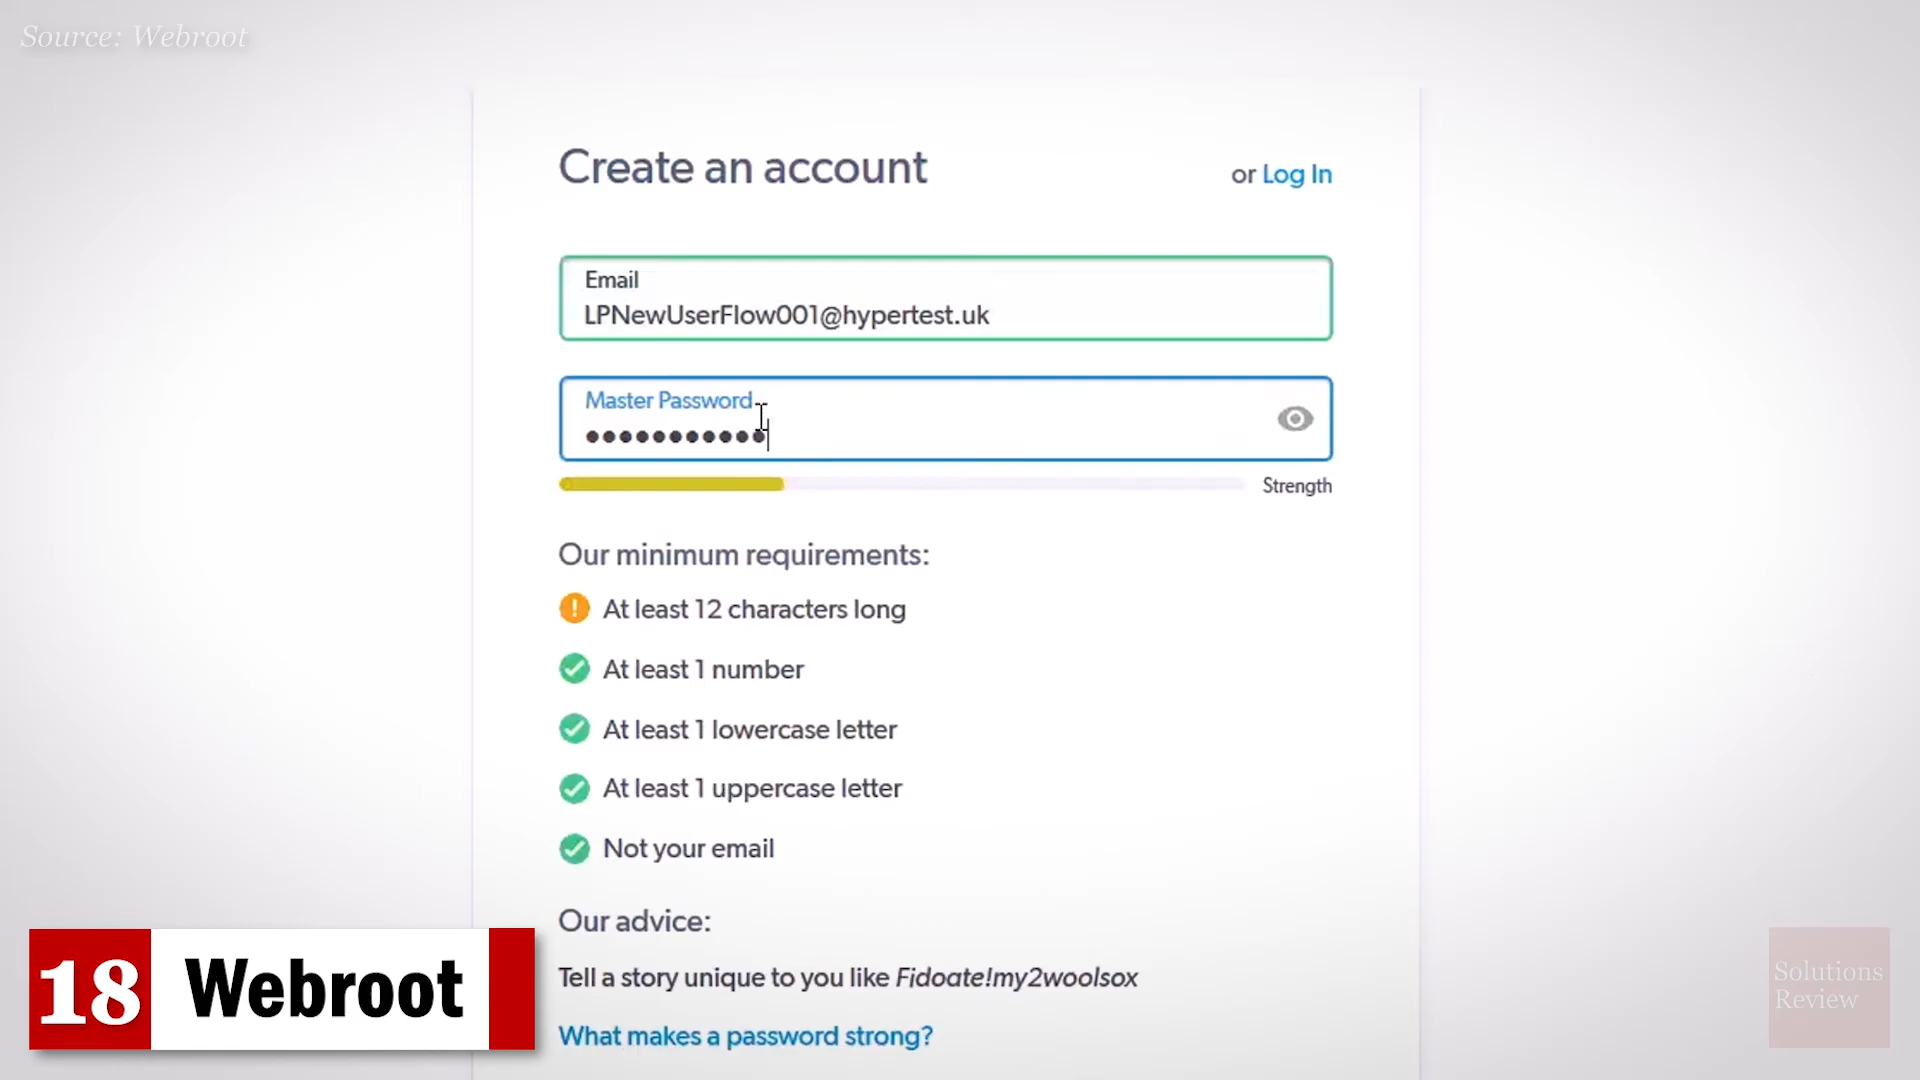 Source: Webroot
Create an account
or Log In
Email
LPNewUserFlow001@hypertest.uk
Master Password
●●●●●●●●●●●
Strength
Our minimum requirements:
! At least 12 characters long
At least 1 number
At least 1 lowercase letter
At least 1 uppercase letter
Not your email
Our advice:
Tell a story unique to you like Fidoate!my2woolsox
What makes a password strong?
18 Webroot
Solutions
Review